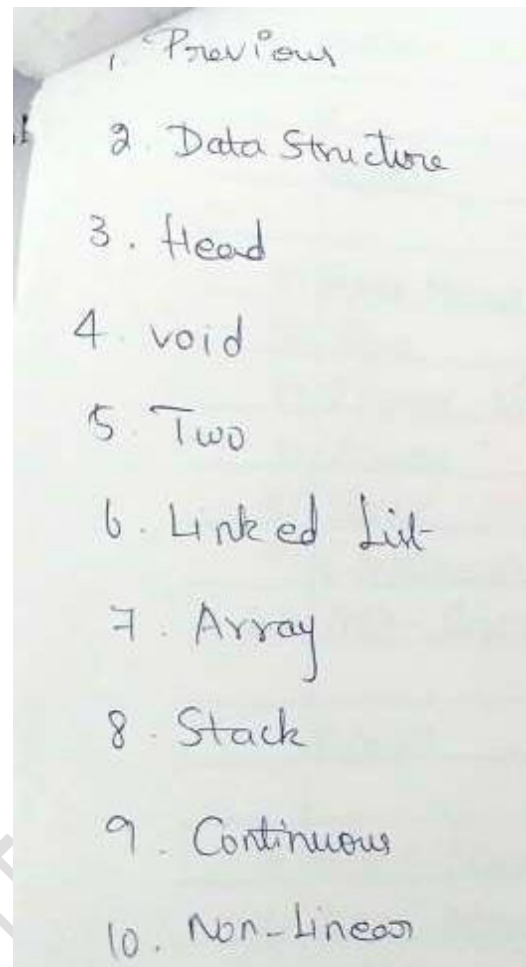 1. Previous
2. Data Structure
3. Head
4. void
5. Two
6. Linked List
7. Array
8. Stack
9. Continuous
10. Non-Linear